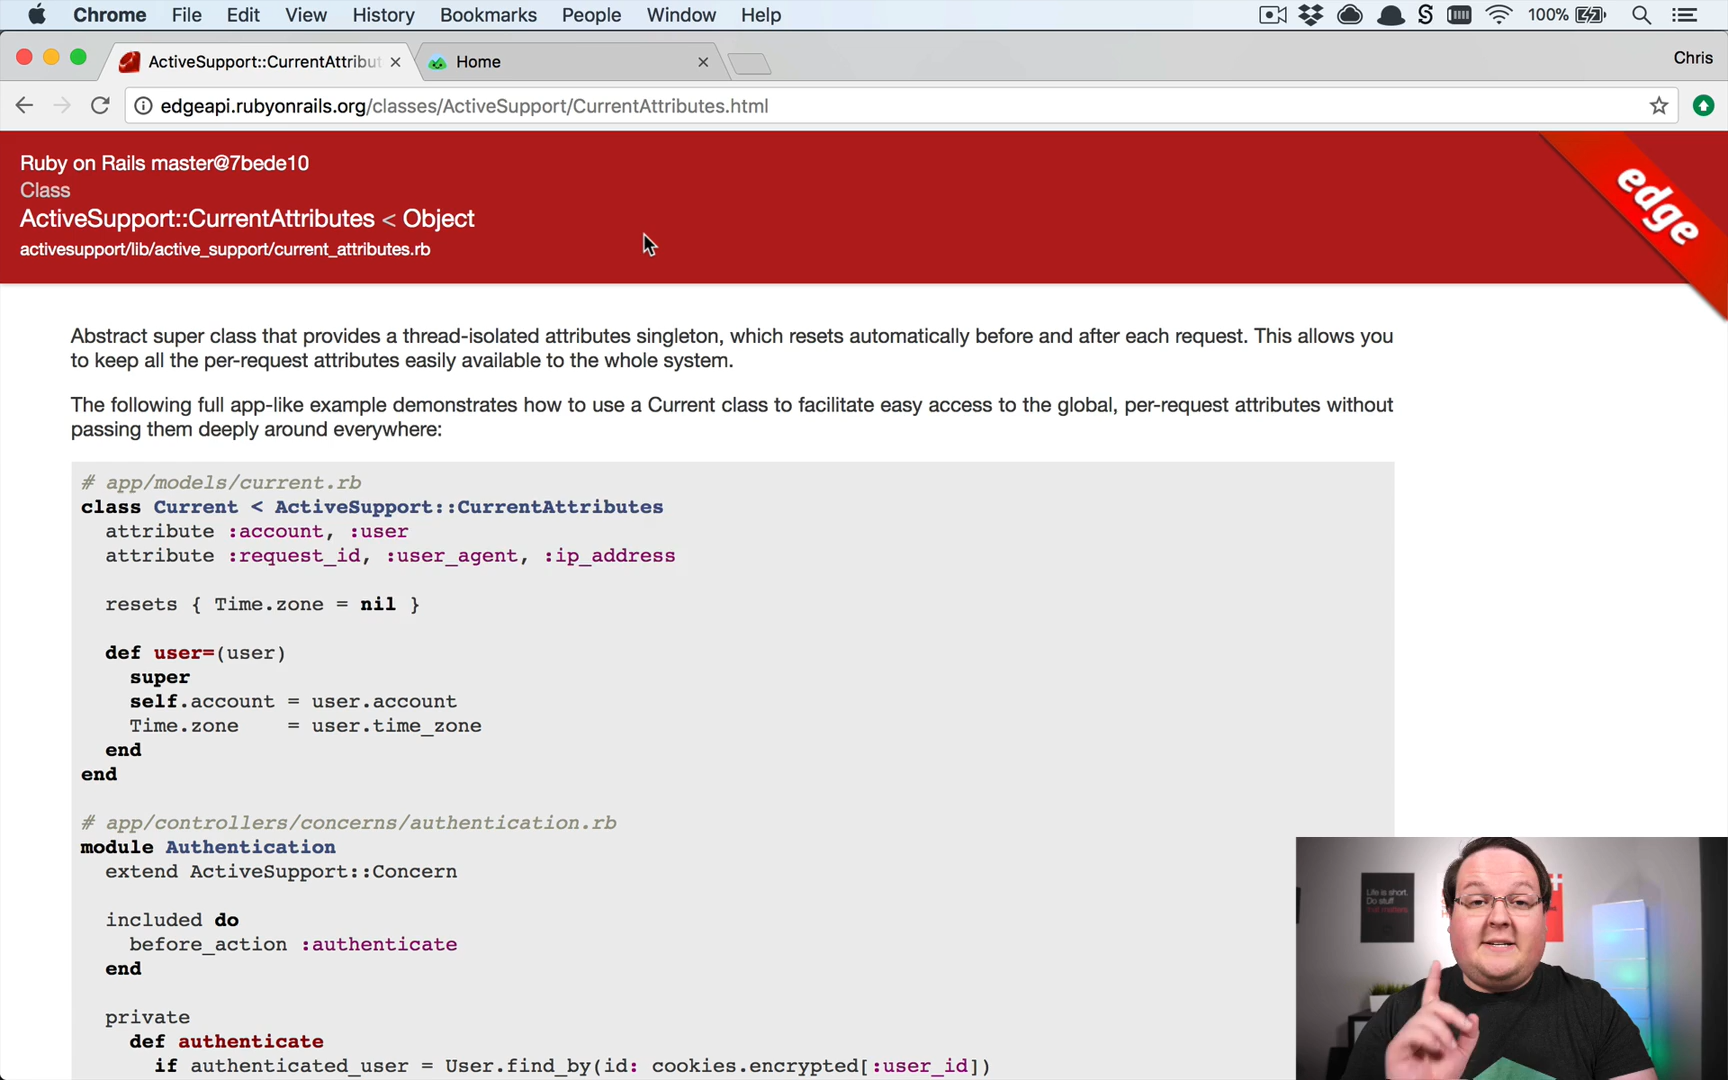 Chrome File Edit View History Bookmarks People Window Help 100%
ActiveSupport::CurrentAttribut Home Chris
edgeapi.rubyonrails.org/classes/ActiveSupport/CurrentAttributes.html
Ruby on Rails master@7bede10
Class
ActiveSupport::CurrentAttributes < Object
activesupport/lib/active_support/current_attributes.rb
edge
Abstract super class that provides a thread-isolated attributes singleton, which resets automatically before and after each request. This allows you
to keep all the per-request attributes easily available to the whole system.
The following full app-like example demonstrates how to use a Current class to facilitate easy access to the global, per-request attributes without
passing them deeply around everywhere:
# app/models/current.rb
class Current < ActiveSupport::CurrentAttributes
attribute :account, :user
attribute :request_id, :user_agent, :ip_address
resets { Time.zone = nil }
def user=(user)
super
self.account = user.account
Time.zone    = user.time_zone
end
end
# app/controllers/concerns/authentication.rb
module Authentication
extend ActiveSupport::Concern
included do
before_action :authenticate
end
private
def authenticate
if authenticated_user = User.find_by(id: cookies.encrypted[:user_id])
Life is short.
Do stuff
that matters.